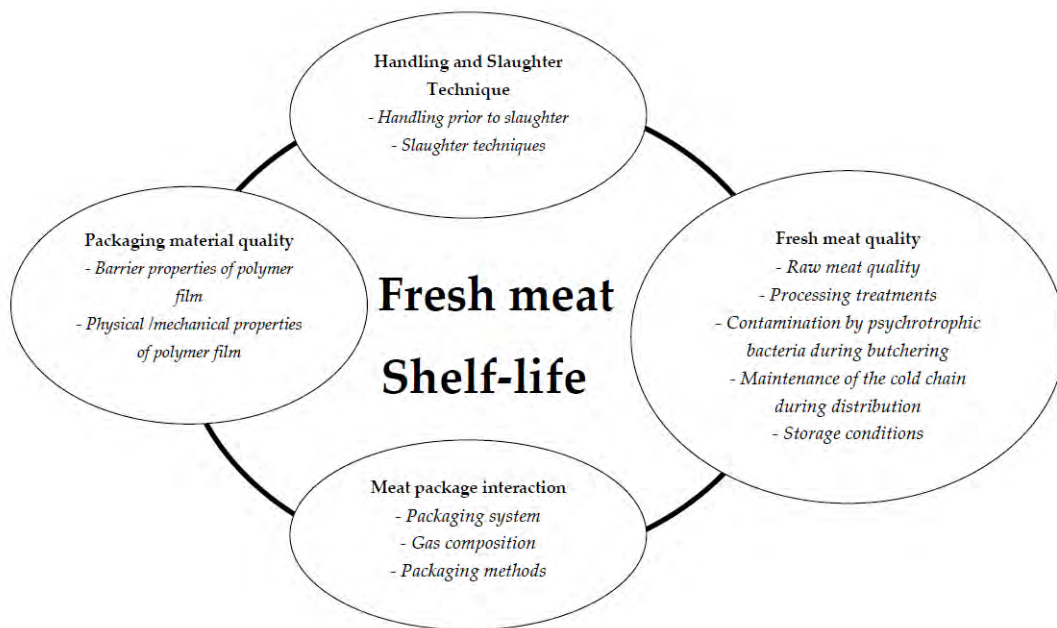 Handling and Slaughter
Technique
- Handling prior to slaughter
- Slaughter techniques
Packaging material quality
- Barrier properties of polymer
film
- Physical /mechanical properties
of polymer film
Fresh meat
Shelf-life
Fresh meat quality
- Raw meat quality
- Processing treatments
- Contamination by psychrotrophic
bacteria during butchering
- Maintenance of the cold chain
during distribution
- Storage conditions
Meat package interaction
- Packaging system
- Gas composition
- Packaging methods